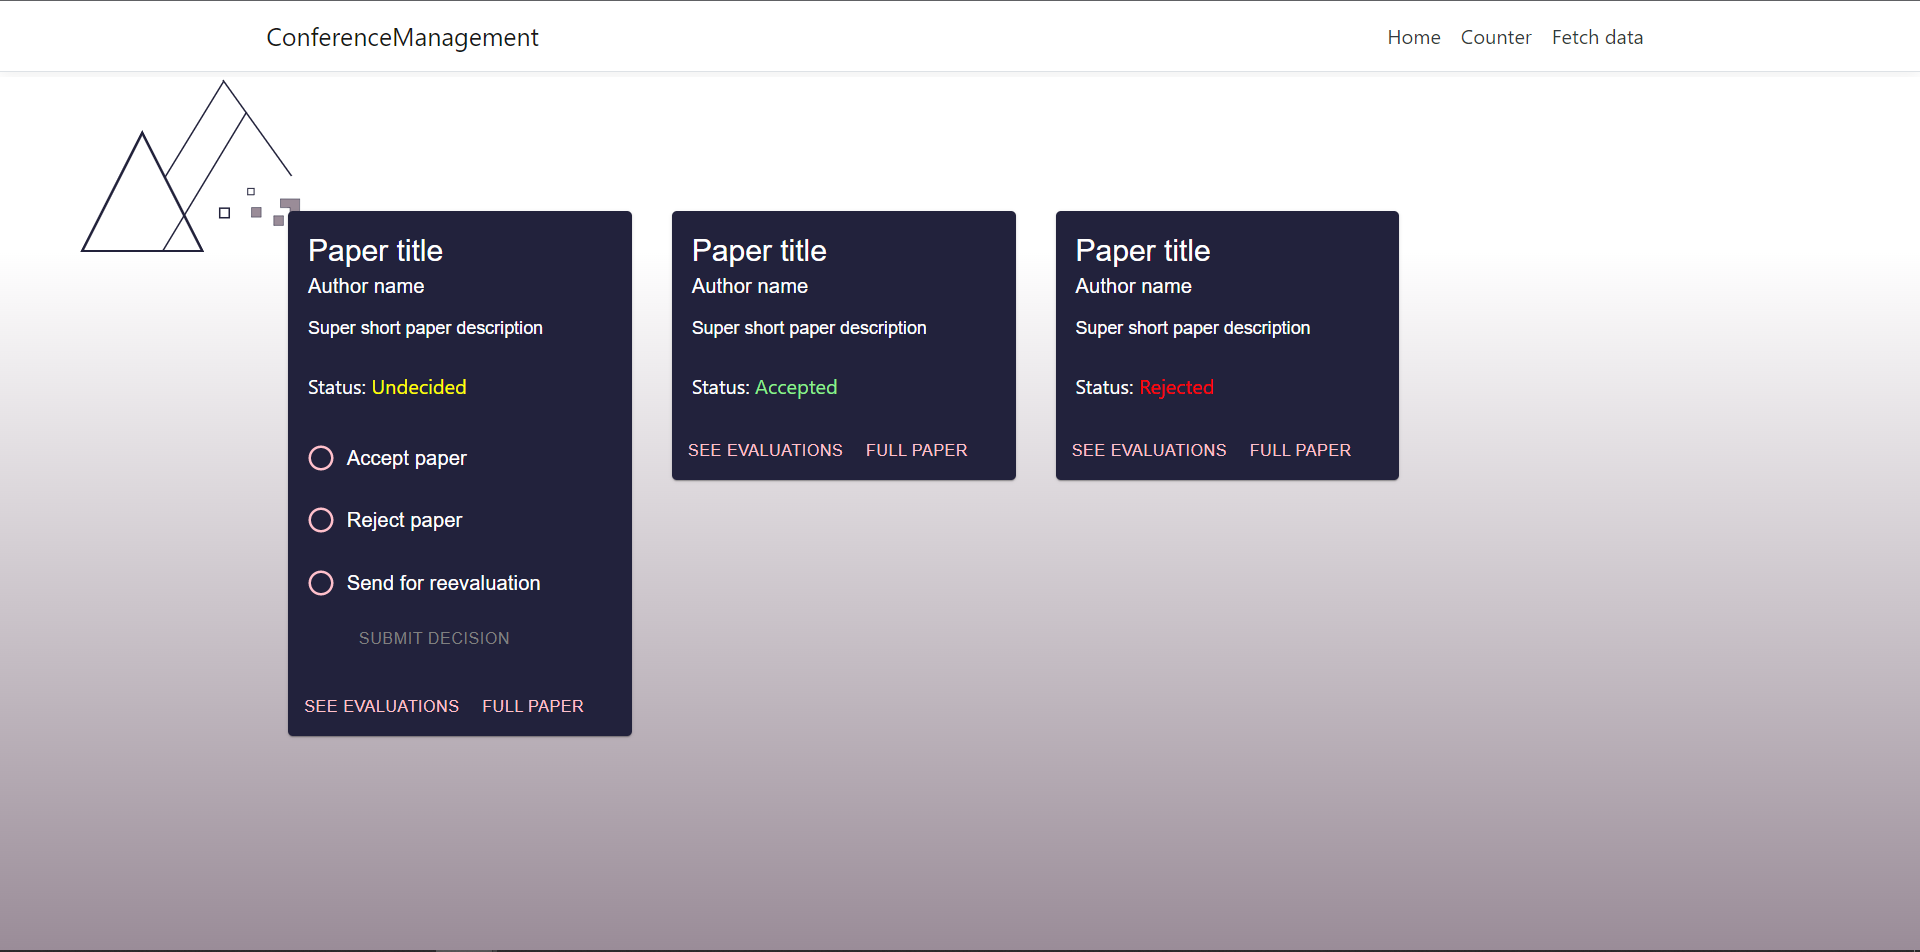 ConferenceManagement
Home Counter Fetch data
Paper title
Author name
Super short paper description
Status: Undecided
Accept paper
Reject paper
Send for reevaluation
SUBMIT DECISION
SEE EVALUATIONS FULL PAPER
Paper title
Author name
Super short paper description
Status: Accepted
SEE EVALUATIONS FULL PAPER
Paper title
Author name
Super short paper description
Status: Rejected
SEE EVALUATIONS FULL PAPER